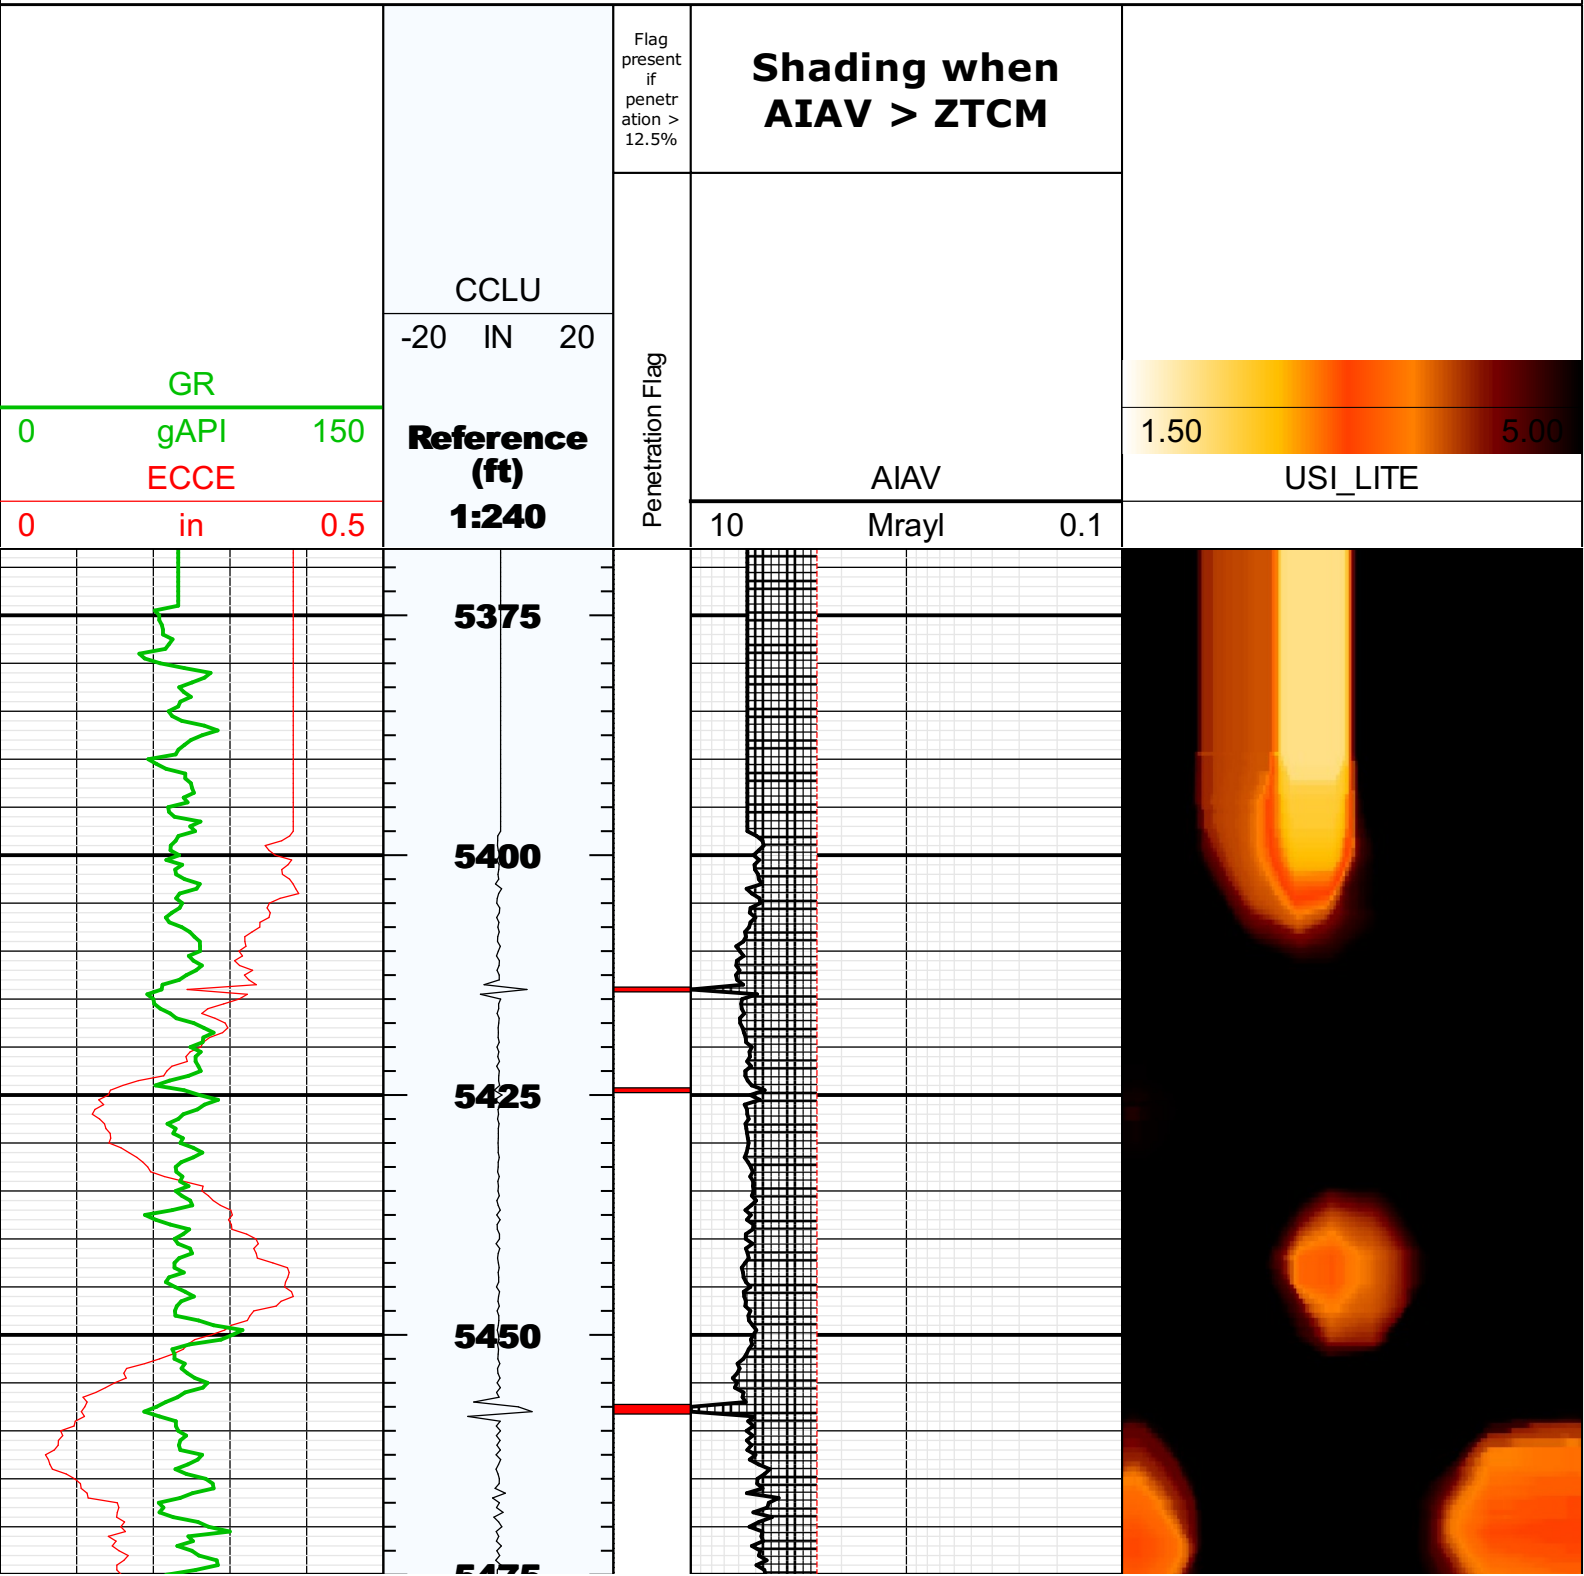 Flag
present
if
penetr
ation >
12.5%
Shading when
AIAV > ZTCM
CCLU
-20 IN 20
GR
0 gAPI 150
ECCE
0 in 0.5
Reference
(ft)
1:240
Penetration Flag
AIAV
10 Mrayl 0.1
1.50 5.00
USI_LITE
5375
5400
5425
5450
5475